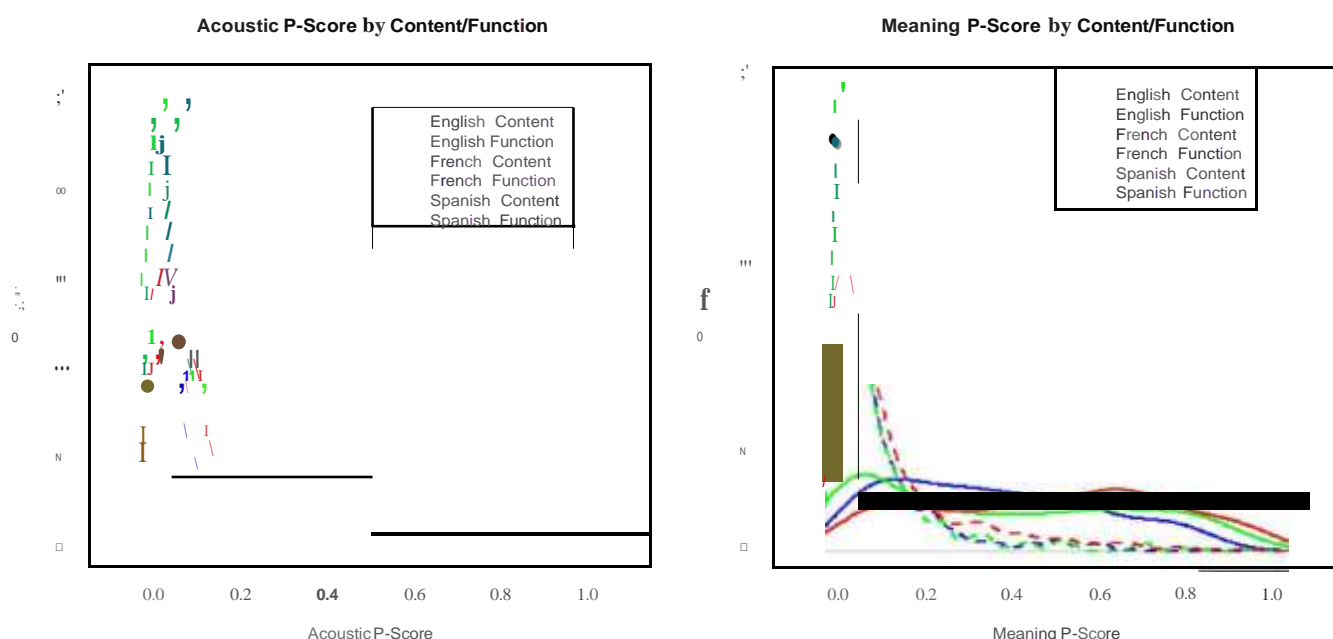 Acoustic P-Score by Content/Function
English Content
English Function
French Content
French Function
Spanish Content
Spanish Function
0
0.0 0.2 0.4 0.6 0.8 1.0
Acoustic P-Score
Meaning P-Score by Content/Function
English Content
English Function
French Content
French Function
Spanish Content
Spanish Function
f
0
N
0.0 0.2 0.4 0.6 0.8 1.0
Meaning P-Score